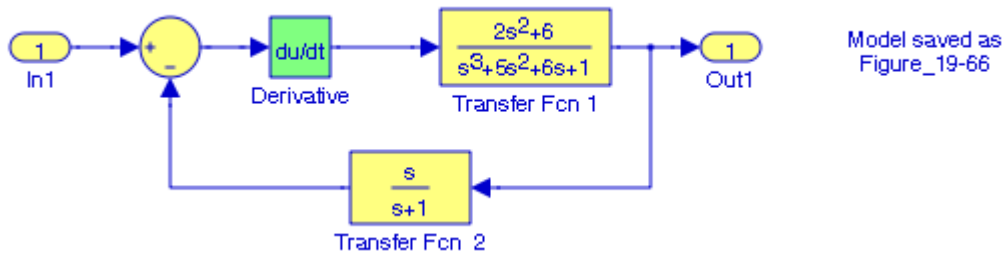 1
In1
+
−
du/dt
Derivative
2s²+6
s³+5s²+6s+1
Transfer Fcn 1
1
Out1
Model saved as
Figure_19-66
s
s+1
Transfer Fcn 2